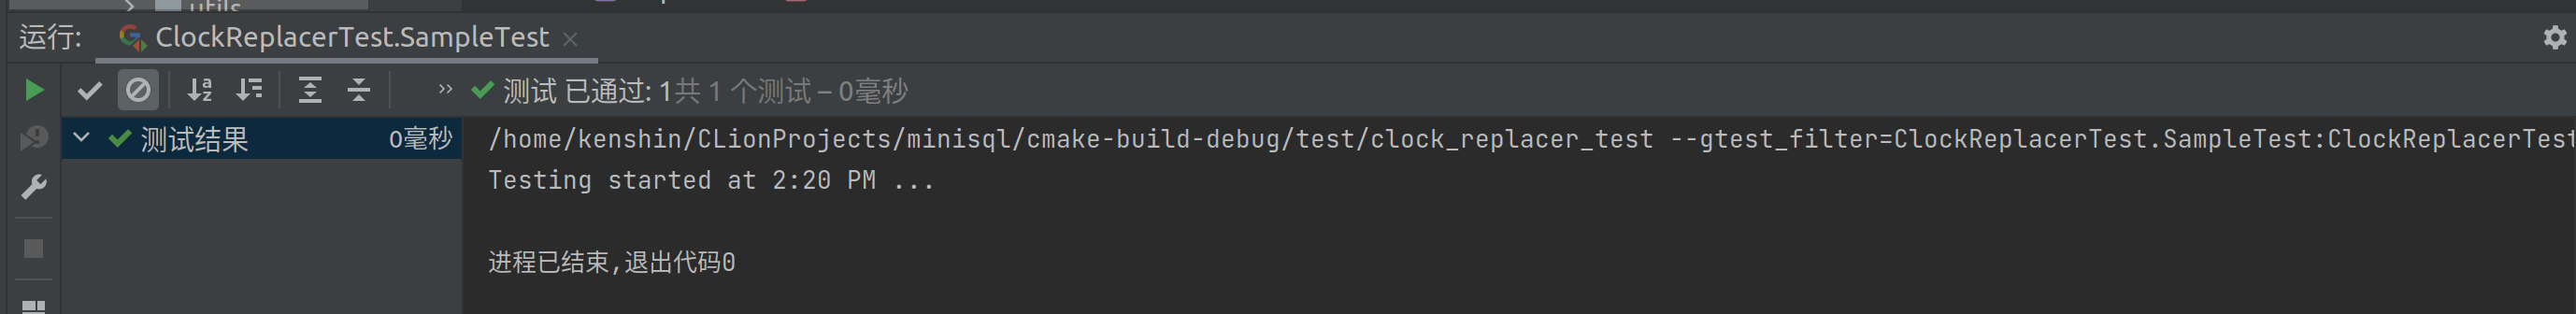 utils
运行: ClockReplacerTest.SampleTest
测试 已通过: 1共 1 个测试 – 0毫秒
测试结果 0毫秒
/home/kenshin/CLionProjects/minisql/cmake-build-debug/test/clock_replacer_test --gtest_filter=ClockReplacerTest.SampleTest:ClockReplacerTest
Testing started at 2:20 PM ...
进程已结束,退出代码0